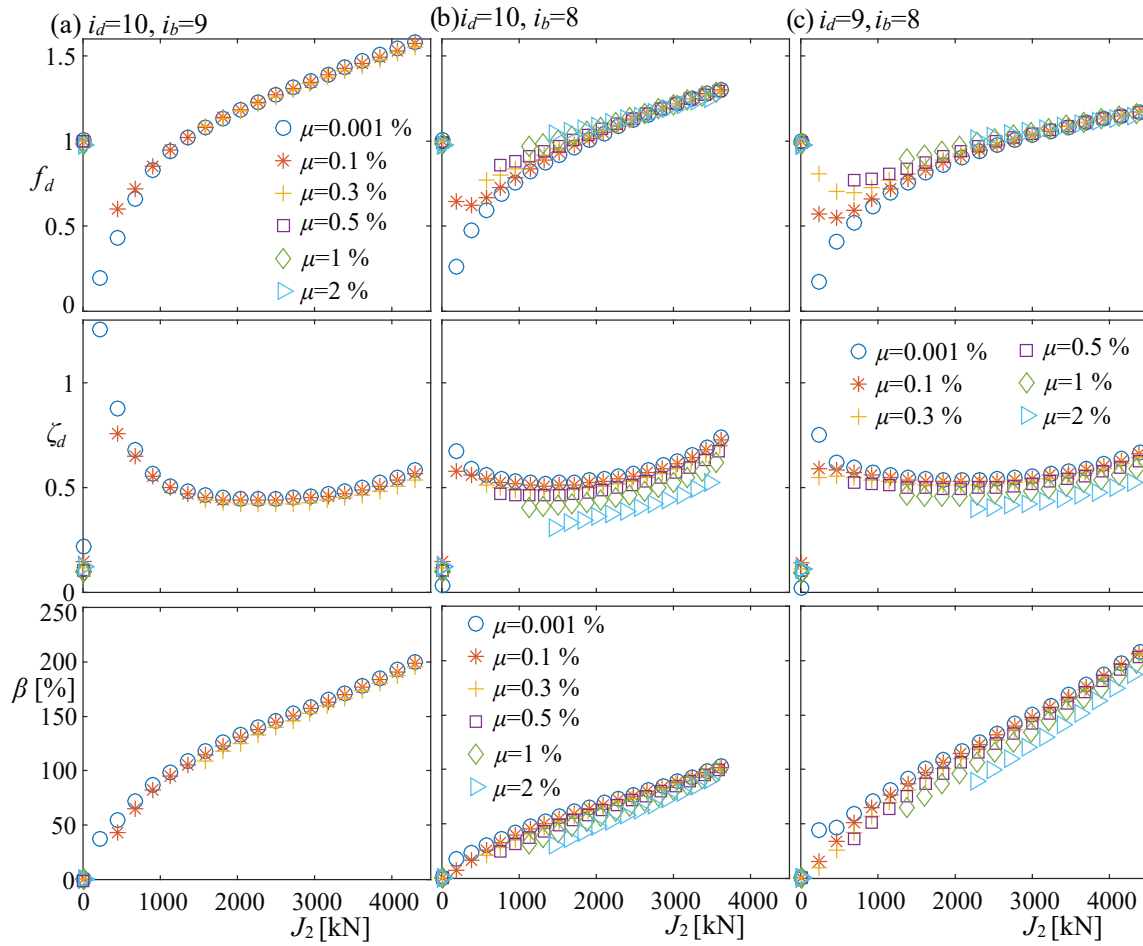 (a) i_d=10, i_b=9
(b) i_d=10, i_b=8
(c) i_d=9, i_b=8
1.5
1
0.5
0
f_d
μ=0.001 %
μ=0.1 %
μ=0.3 %
μ=0.5 %
μ=1 %
μ=2 %
1
0.5
0
ζ_d
μ=0.001 %
μ=0.1 %
μ=0.3 %
μ=0.5 %
μ=1 %
μ=2 %
250
200
150
100
50
0
β [%]
μ=0.001 %
μ=0.1 %
μ=0.3 %
μ=0.5 %
μ=1 %
μ=2 %
0 1000 2000 3000 4000
0 1000 2000 3000 4000
0 1000 2000 3000 4000
J₂ [kN]
J₂ [kN]
J₂ [kN]